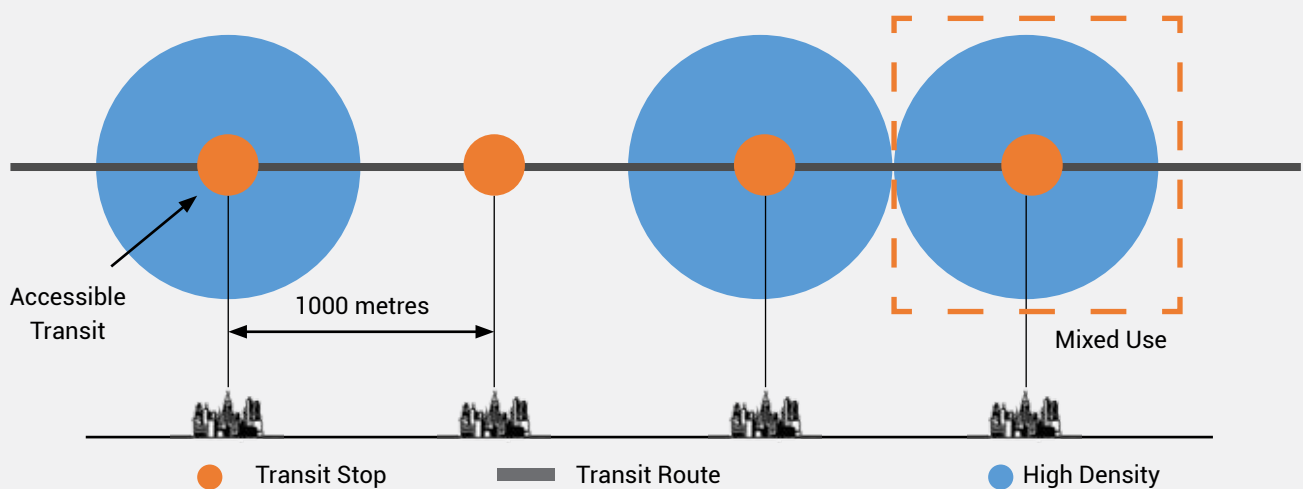 Accessible
Transit
1000 metres
Mixed Use
Transit Stop
Transit Route
High Density